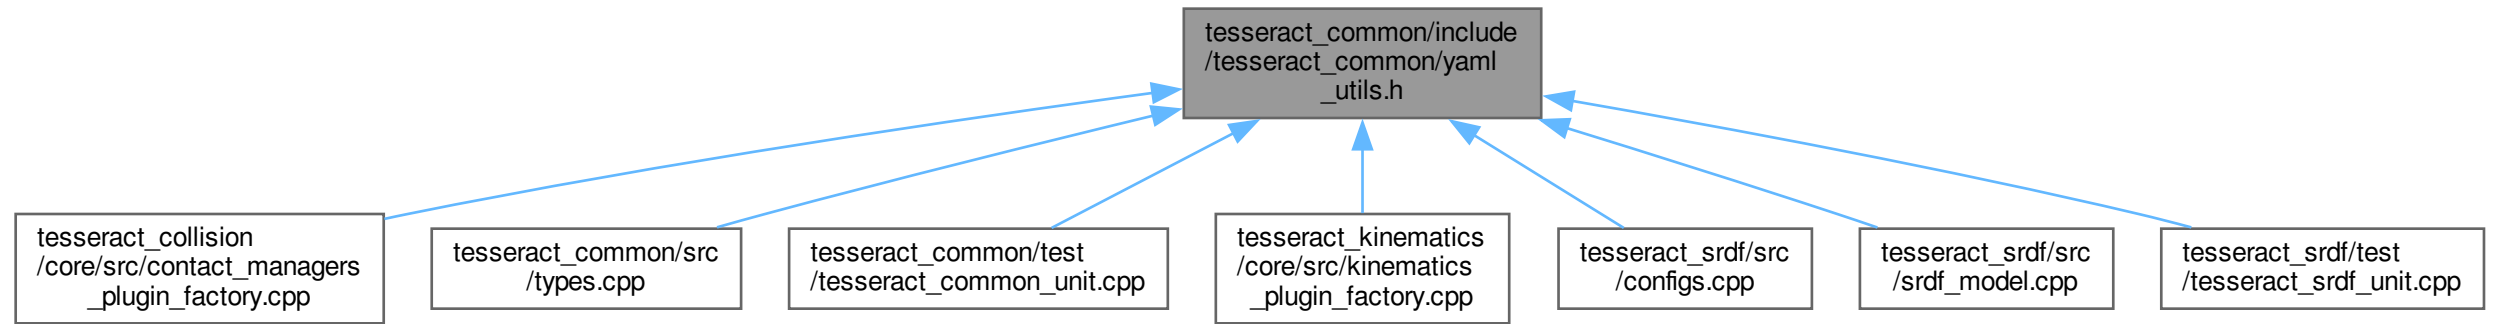 tesseract_common/include
/tesseract_common/yaml
_utils.h
tesseract_collision
/core/src/contact_managers
_plugin_factory.cpp
tesseract_common/src
/types.cpp
tesseract_common/test
/tesseract_common_unit.cpp
tesseract_kinematics
/core/src/kinematics
_plugin_factory.cpp
tesseract_srdf/src
/configs.cpp
tesseract_srdf/src
/srdf_model.cpp
tesseract_srdf/test
/tesseract_srdf_unit.cpp